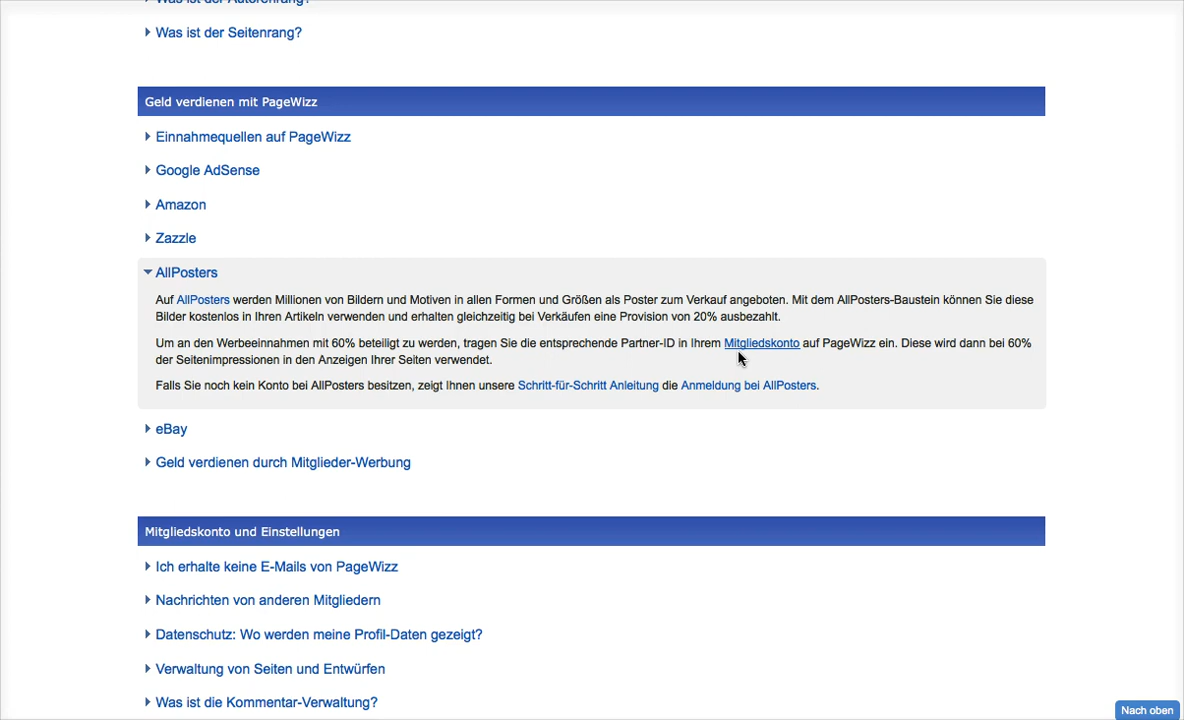 Was ist der Autorenrang?
Was ist der Seitenrang?
Geld verdienen mit PageWizz
Einnahmequellen auf PageWizz
Google AdSense
Amazon
Zazzle
AllPosters
Auf AllPosters werden Millionen von Bildern und Motiven in allen Formen und Größen als Poster zum Verkauf angeboten. Mit dem AllPosters-Baustein können Sie diese
Bilder kostenlos in Ihren Artikeln verwenden und erhalten gleichzeitig bei Verkäufen eine Provision von 20% ausbezahlt.
Um an den Werbeeinnahmen mit 60% beteiligt zu werden, tragen Sie die entsprechende Partner-ID in Ihrem Mitgliedskonto auf PageWizz ein. Diese wird dann bei 60%
der Seitenimpressionen in den Anzeigen Ihrer Seiten verwendet.
Falls Sie noch kein Konto bei AllPosters besitzen, zeigt Ihnen unsere Schritt-für-Schritt Anleitung die Anmeldung bei AllPosters.
eBay
Geld verdienen durch Mitglieder-Werbung
Mitgliedskonto und Einstellungen
Ich erhalte keine E-Mails von PageWizz
Nachrichten von anderen Mitgliedern
Datenschutz: Wo werden meine Profil-Daten gezeigt?
Verwaltung von Seiten und Entwürfen
Was ist die Kommentar-Verwaltung?
Nach oben